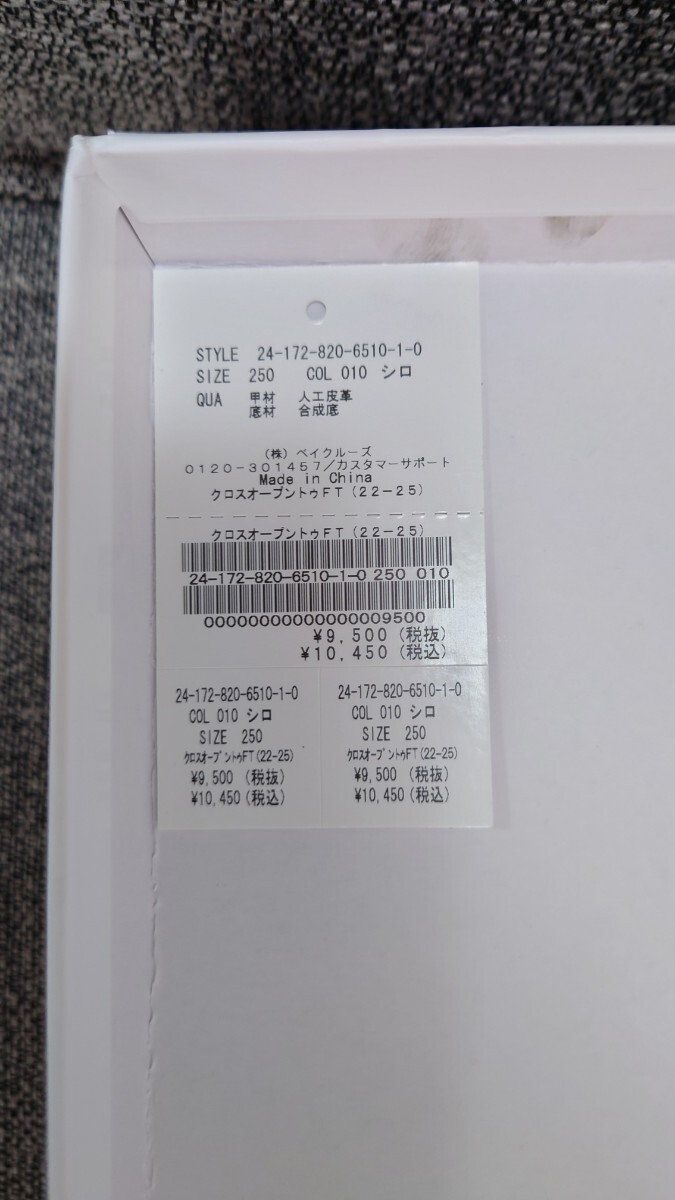 STYLE 24-172-820-6510-1-0
SIZE 250 COL 010 シロ
QUA 甲材 人工皮革
底材 合成底
(株) ベイクルーズ
0120-301457/カスタマーサポート
Made in China
クロスオープントゥFT(22-25)
クロスオープントゥFT(22-25)
24-172-820-6510-1-0 250 010
00000000000000009500
¥9,500(税抜)
¥10,450(税込)
24-172-820-6510-1-0
COL 010 シロ
SIZE 250
クロスオープントゥFT(22-25)
¥9,500 (税抜)
¥10,450(税込)
24-172-820-6510-1-0
COL 010 シロ
SIZE 250
クロスオープントゥFT(22-25)
¥9,500 (税抜)
¥10,450(税込)